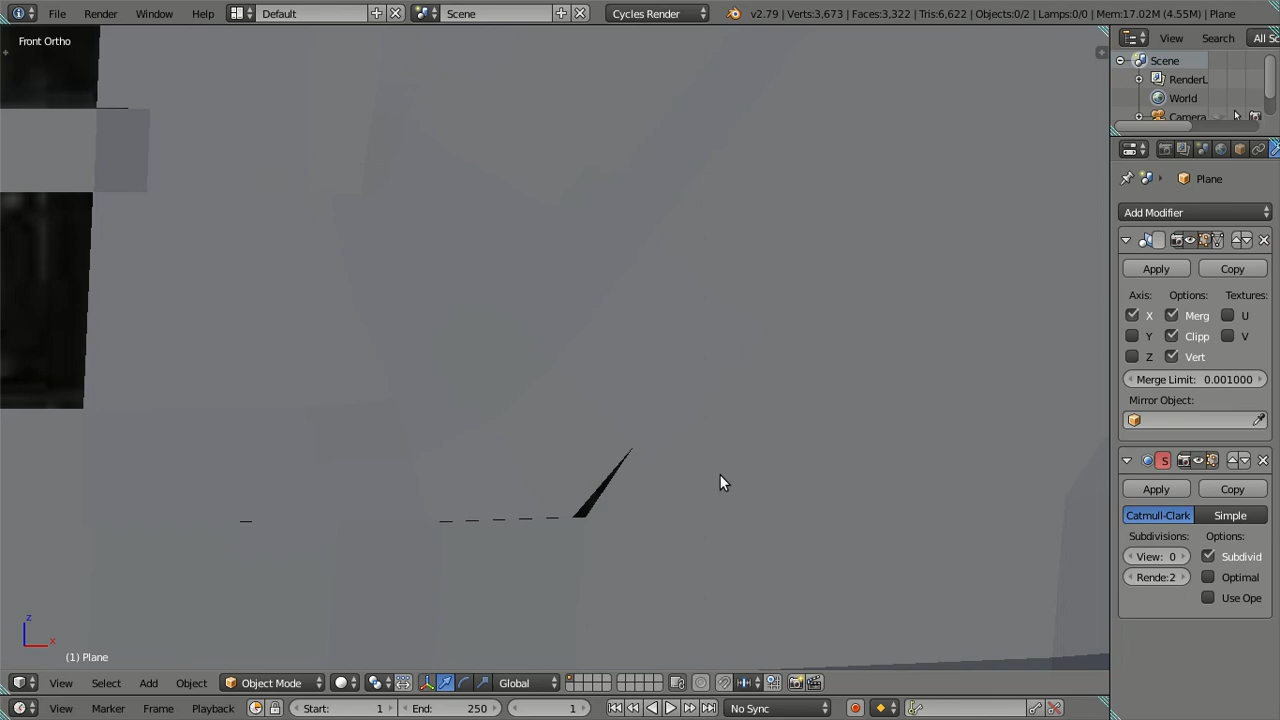 File Render Window Help Default Scene Cycles Render v2.79 | Verts:3,673 | Faces:3,322 | Tris:6,622 | Objects:0/2 | Lamps:0/0 | Mem:17.02M (4.55M) | Plane
Front Ortho
View Search All Sc
Scene
RenderL
World
Camera
Plane
Add Modifier
Apply Copy
Axis: Options: Textures:
X Merg U
Y Clipp V
Z Vert
Merge Limit: 0.001000
Mirror Object:
S
Apply Copy
Catmull-Clark Simple
Subdivisions: Options:
View: 0 Subdivid
Rende:2 Optimal
Use Ope
z
x
(1) Plane
View Select Add Object Object Mode Global
View Marker Frame Playback Start: 1 End: 250 1 No Sync